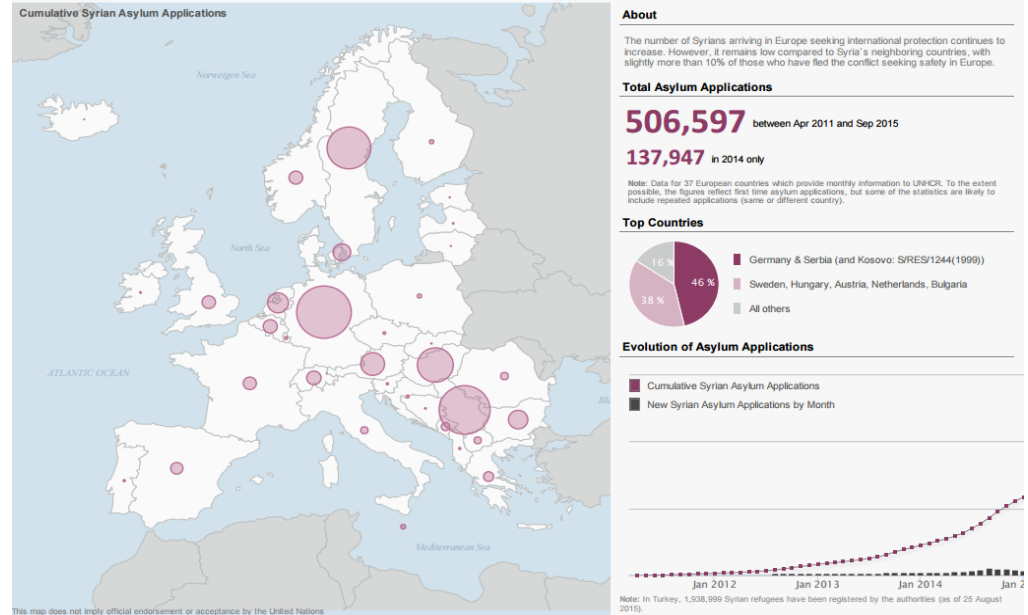 Cumulative Syrian Asylum Applications
Norwegen Sea
North Sea
ATLANTIC OCEAN
Mediterranean Sea
This map does not imply official endorsement or acceptance by the United Nations
About
The number of Syrians arriving in Europe seeking international protection continues to
increase. However, it remains low compared to Syria`s neighboring countries, with
slightly more than 10% of those who have fled the conflict seeking safety in Europe.
Total Asylum Applications
506,597 between Apr 2011 and Sep 2015
137,947 in 2014 only
Note: Data for 37 European countries which provide monthly information to UNHCR. To the extent
possible, the figures reflect first time asylum applications, but some of the statistics are likely to
include repeated applications (same or different country).
Top Countries
16 %
46 %
38 %
Germany & Serbia (and Kosovo: S/RES/1244(1999))
Sweden, Hungary, Austria, Netherlands, Bulgaria
All others
Evolution of Asylum Applications
Cumulative Syrian Asylum Applications
New Syrian Asylum Applications by Month
Jan 2012 Jan 2013 Jan 2014 Jan 2
Note: In Turkey, 1,938,999 Syrian refugees have been registered by the authorities (as of 25 August
2015).